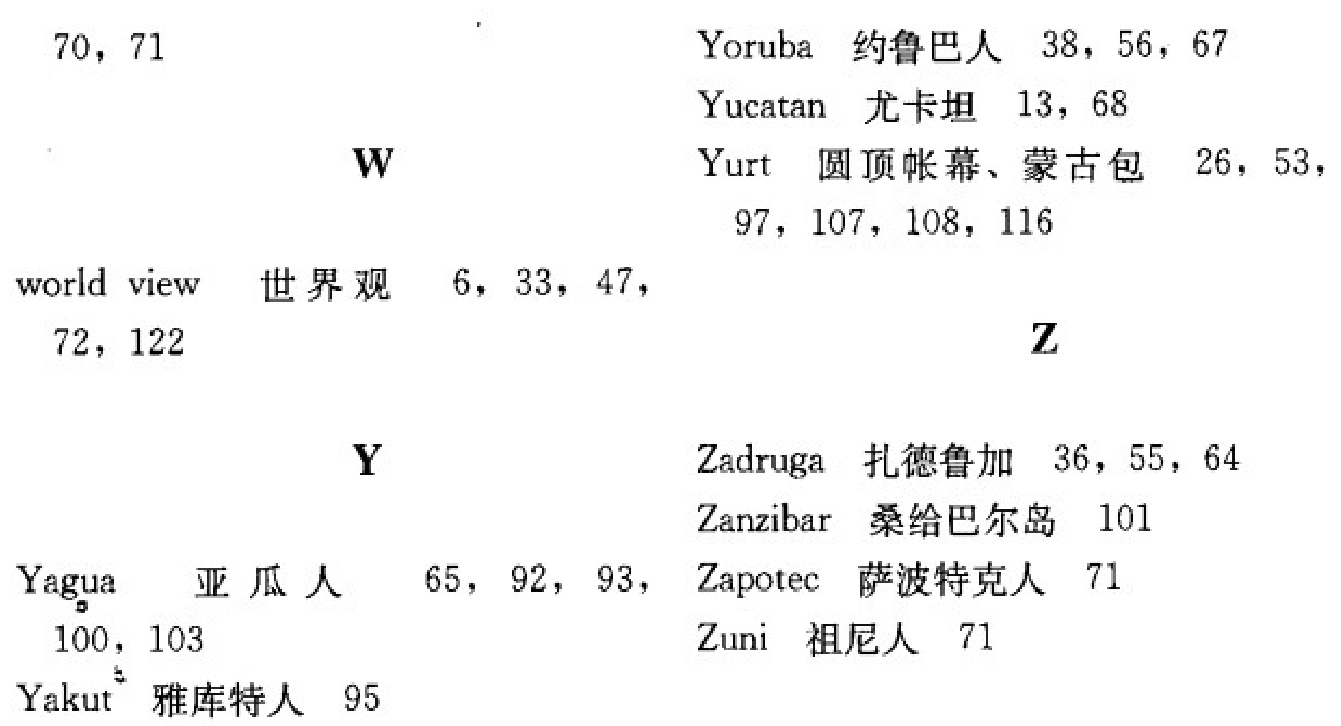 70, 71
W
world view 世界观 6, 33, 47,
72, 122
Y
Yagua 亚瓜人 65, 92, 93,
100, 103
Yakut 雅库特人 95
Yoruba 约鲁巴人 38, 56, 67
Yucatan 尤卡坦 13, 68
Yurt 圆顶帐幕、蒙古包 26, 53,
97, 107, 108, 116
Z
Zadruga 扎德鲁加 36, 55, 64
Zanzibar 桑给巴尔岛 101
Zapotec 萨波特克人 71
Zuni 祖尼人 71